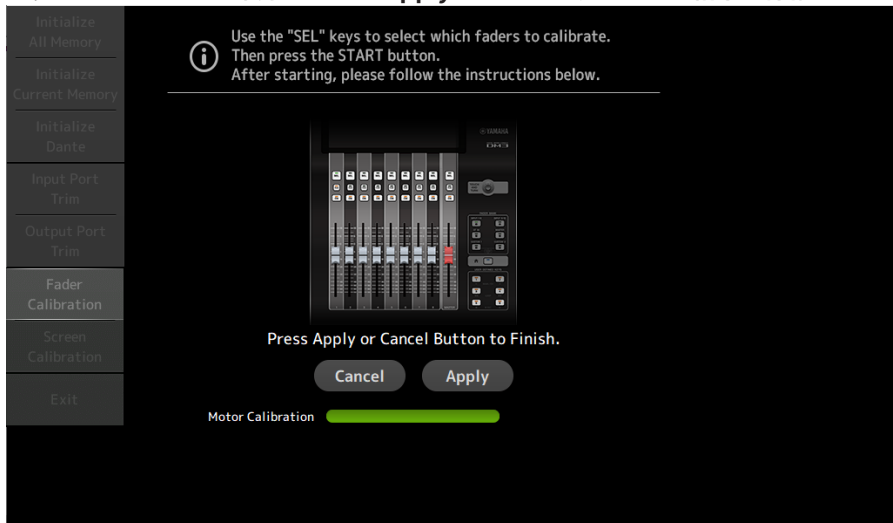 Initialize
All Memory
Initialize
Current Memory
Initialize
Dante
Input Port
Trim
Output Port
Trim
Fader
Calibration
Screen
Calibration
Exit
Use the "SEL" keys to select which faders to calibrate.
Then press the START button.
After starting, please follow the instructions below.
YAMAHA
DM3
Press Apply or Cancel Button to Finish.
Cancel
Apply
Motor Calibration